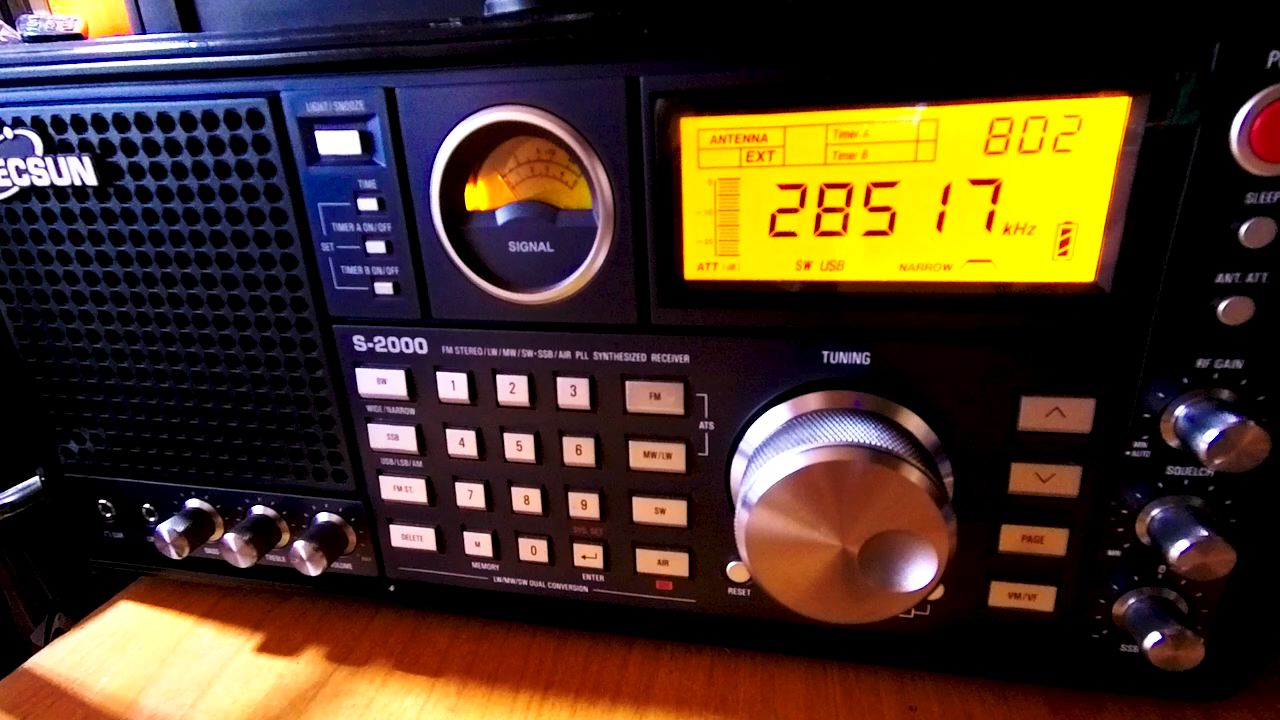 ECSUN
LIGHT / SNOOZE
TIME
TIMER A ON/OFF
SET
TIMER B ON/OFF
SIGNAL
ANTENNA
EXT
Timer A
Timer B
802
28517 kHz
ATT (dB)
SW USB
NARROW
SLEEP
ANT. ATT.
RF GAIN
SQUELCH
S-2000
FM STEREO / LW / MW / SW-SSB / AIR PLL SYNTHESIZED RECEIVER
TUNING
BW
1
2
3
FM
WIDE / NARROW
ATS
SSB
4
5
6
MW / LW
USB / LSB / AM
FM ST.
7
8
9
SW
DELETE
M
0
AIR
MEMORY
ENTER
LW/MW/SW DUAL CONVERSION
RESET
PAGE
VM / VF
BASS
TREBLE
VOLUME
SSB